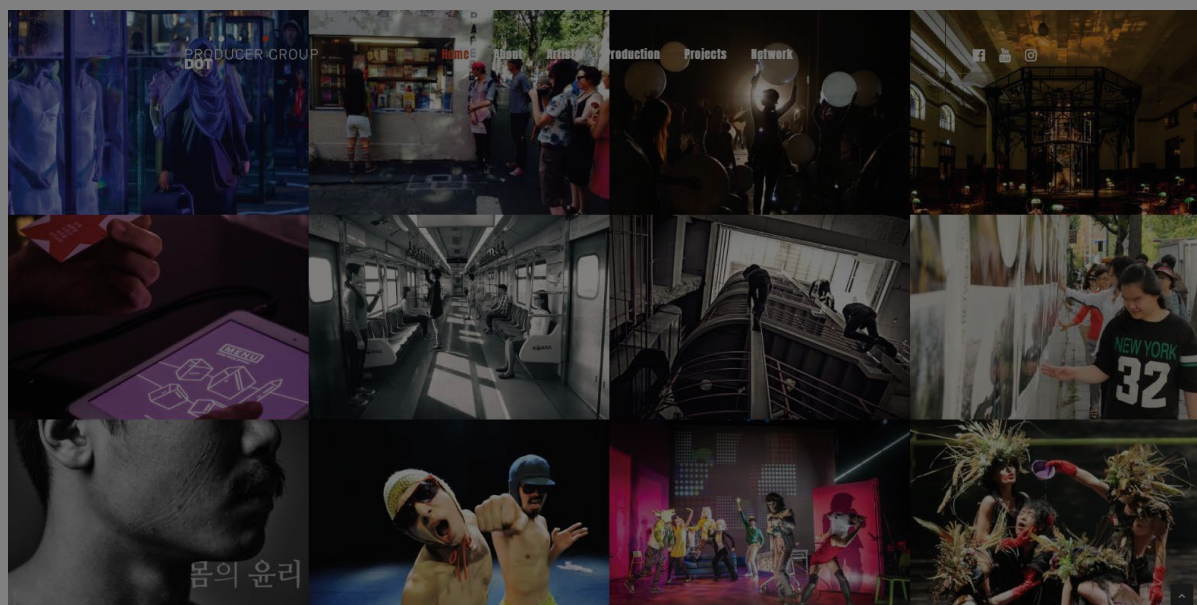 PRODUCER GROUP
DOT
Home About Artists Production Projects Network
MENU
NEW YORK
32
몸의 윤리